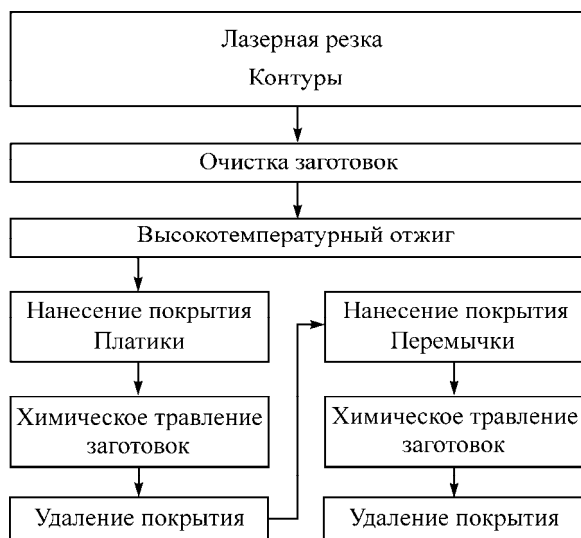 Лазерная резка
Контуры
Очистка заготовок
Высокотемпературный отжиг
Нанесение покрытия
Платики
Химическое травление
заготовок
Удаление покрытия
Нанесение покрытия
Перемычки
Химическое травление
заготовок
Удаление покрытия